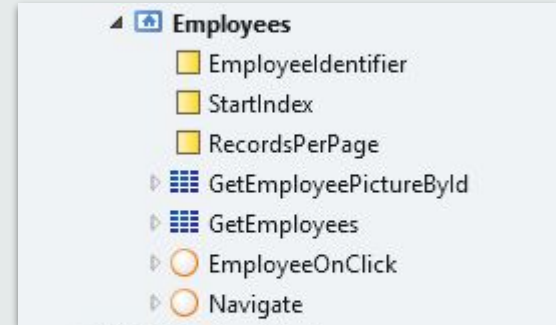 Employees
EmployeeIdentifier
StartIndex
RecordsPerPage
GetEmployeePictureById
GetEmployees
EmployeeOnClick
Navigate